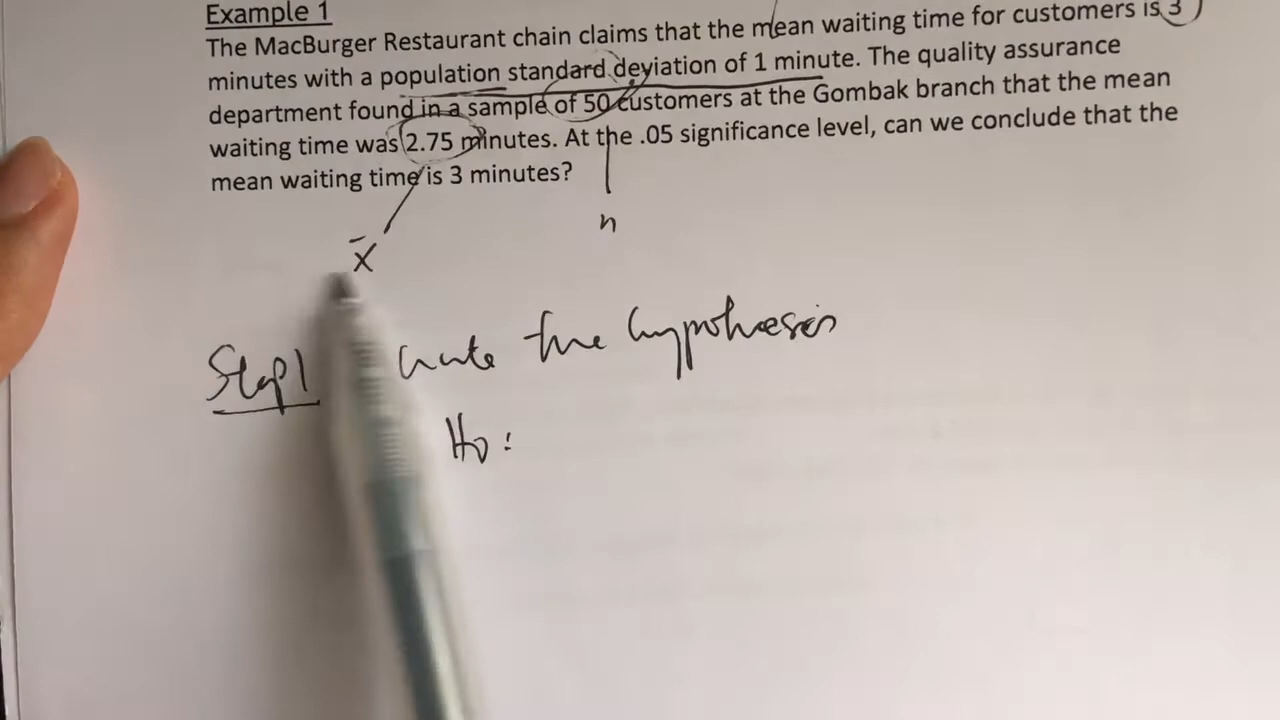 Example 1
The MacBurger Restaurant chain claims that the mean waiting time for customers is 3
minutes with a population standard deviation of 1 minute. The quality assurance
department found in a sample of 50 customers at the Gombak branch that the mean
waiting time was 2.75 minutes. At the .05 significance level, can we conclude that the
mean waiting time is 3 minutes?
n
x̄
Step 1 the hypothesis
H0: